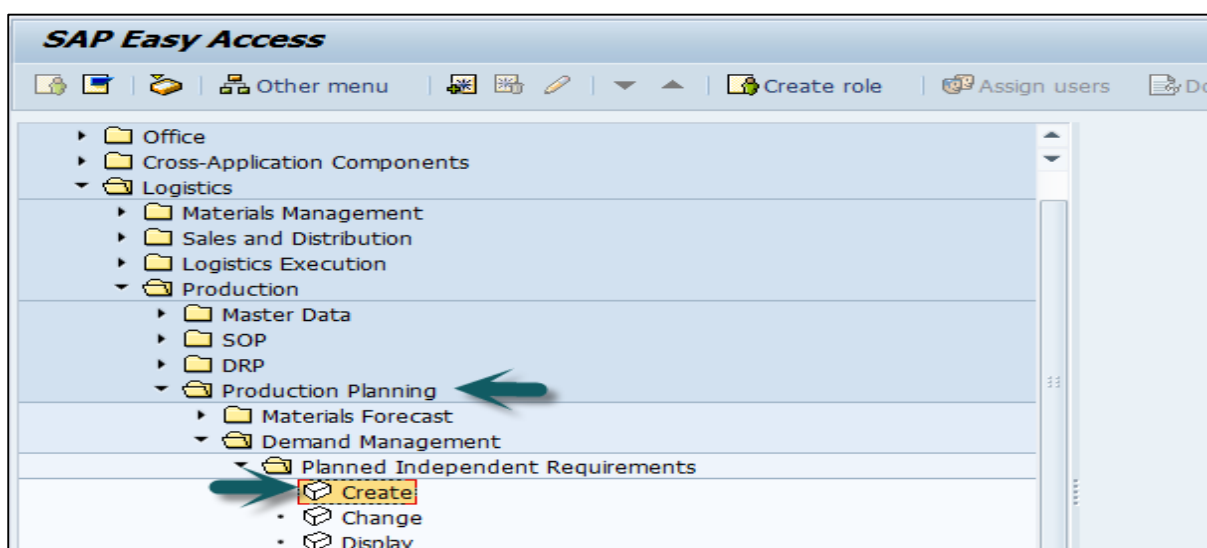 SAP Easy Access
Other menu Create role Assign users Do
Office
Cross-Application Components
Logistics
Materials Management
Sales and Distribution
Logistics Execution
Production
Master Data
SOP
DRP
Production Planning
Materials Forecast
Demand Management
Planned Independent Requirements
Create
Change
Display